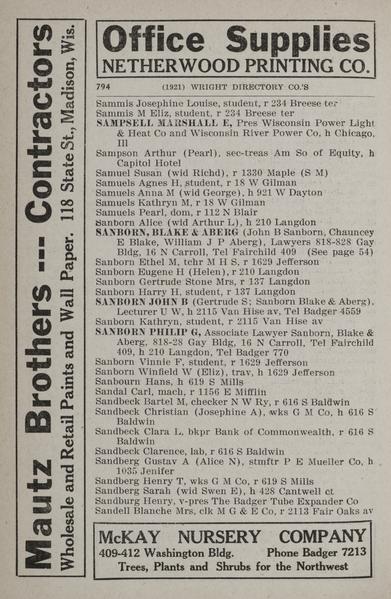 Mautz Brothers --- Contractors
Wholesale and Retail Paints and Wall Paper. 118 State St., Madison, Wis.
Office Supplies
NETHERWOOD PRINTING CO.
794 (1921) WRIGHT DIRECTORY CO.'S
Sammis Josephine Louise, student, r 234 Breese ter
Sammis M Eliz, student, r 234 Breese ter
SAMPSELL MARSHALL E, Pres Wisconsin Power Light
& Heat Co and Wisconsin River Power Co, h Chicago,
Ill
Sampson Arthur (Pearl), sec-treas Am So of Equity, h
Capitol Hotel
Samuel Susan (wid Richd), r 1330 Maple (S M)
Samuels Agnes H, student, r 18 W Gilman
Samuels Anna M (wid George), h 921 W Dayton
Samuels Kathryn M, r 18 W Gilman
Samuels Pearl, dom, r 112 N Blair
Sanborn Alice (wid Arthur L), h 210 Langdon
SANBORN, BLAKE & ABERG (John B Sanborn, Chauncey
E Blake, William J P Aberg), Lawyers 818-828 Gay
Bldg, 16 N Carroll, Tel Fairchild 409 (See page 54)
Sanborn Ethel M, tchr M H S, r 1629 Jefferson
Sanborn Eugene H (Helen), r 210 Langdon
Sanborn Gertrude Stone Mrs, r 137 Langdon
Sanborn Harry H, student, r 137 Langdon
SANBORN JOHN B (Gertrude S; Sanborn Blake & Aberg),
Lecturer U W, h 2115 Van Hise av, Tel Badger 4559
Sanborn Kathryn, student, r 2115 Van Hise av
SANBORN PHILIP G, Associate Lawyer Sanborn, Blake &
Aberg, 818-28 Gay Bldg, 16 N Carroll, Tel Fairchild
409, h 210 Langdon, Tel Badger 770
Sanborn Vinnie F, student, r 1629 Jefferson
Sanborn Winfield W (Eliz), trav, h 1629 Jefferson
Sanbourn Hans, h 619 S Mills
Sandal Carl, mach, r 1156 E Mifflin
Sandbeck Bartel M, checker N W Ry, r 616 S Baldwin
Sandbeck Christian (Josephine A), wks G M Co, h 616 S
Baldwin
Sandbeck Clara L, bkpr Bank of Commonwealth, r 616 S
Baldwin
Sandbeck Clarence, lab, r 616 S Baldwin
Sandberg Gustav A (Alice N), stmftr P E Mueller Co, h
1035 Jenifer
Sandberg Henry T, wks G M Co, r 619 S Mills
Sandberg Sarah (wid Swen E), h 428 Cantwell ct
Sandburg Henry, v-pres The Badger Tube Expander Co
Sandell Blanche Mrs, clk M G & E Co, r 2113 Fair Oaks av
McKAY NURSERY COMPANY
409-412 Washington Bldg. Phone Badger 7213
Trees, Plants and Shrubs for the Northwest